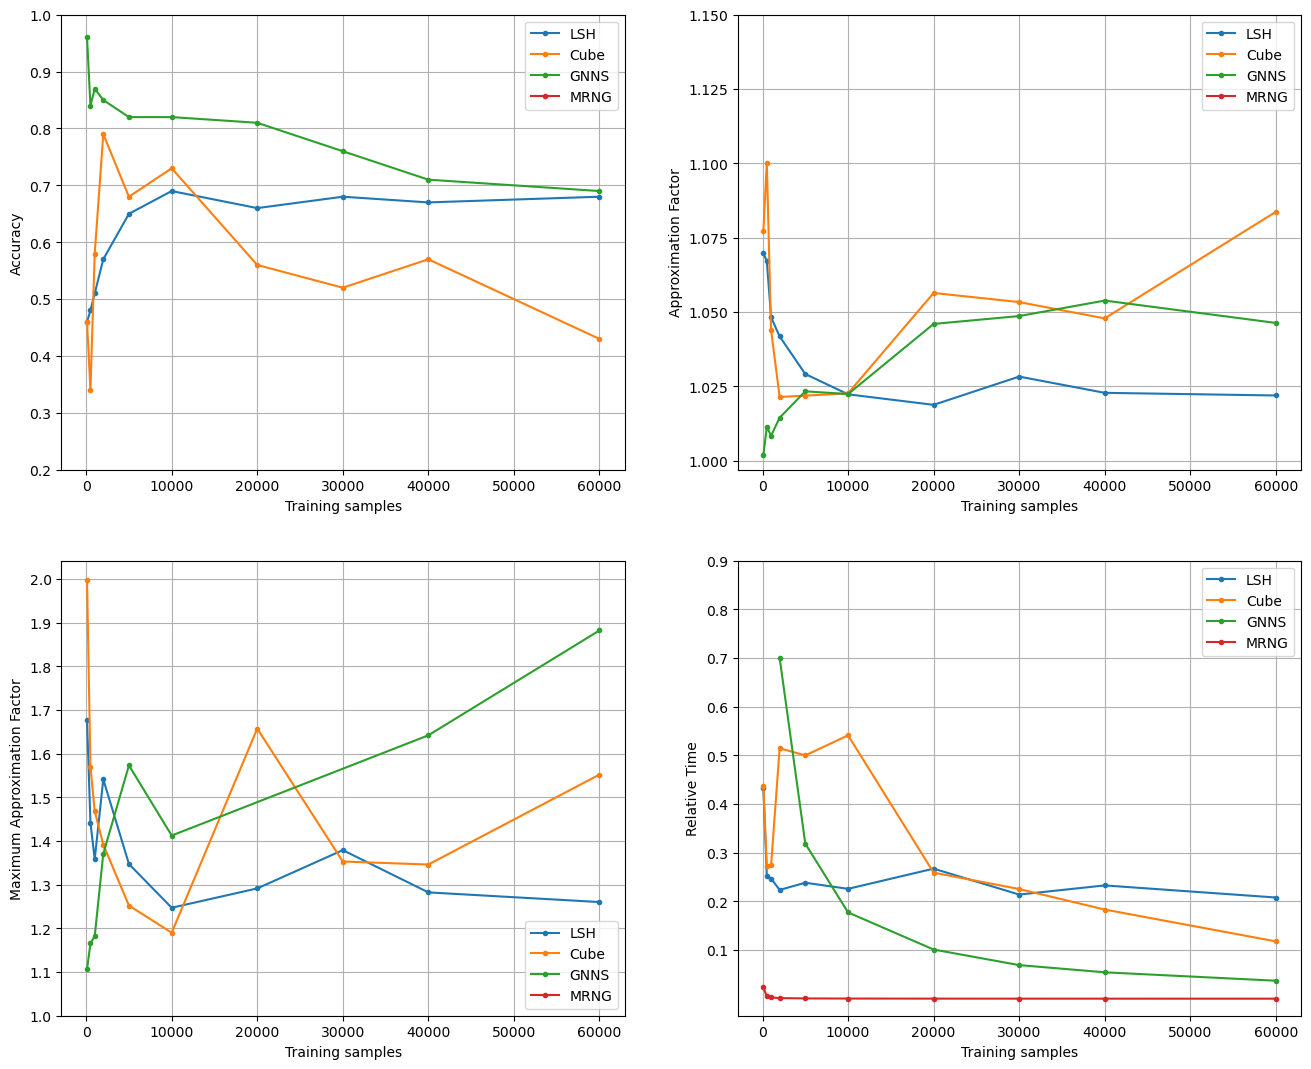 1.0
0.9
0.8
0.7
0.6
0.5
0.4
0.3
0.2
Accuracy
0 10000 20000 30000 40000 50000 60000
Training samples
LSH
Cube
GNNS
MRNG
1.150
1.125
1.100
1.075
1.050
1.025
1.000
Approximation Factor
0 10000 20000 30000 40000 50000 60000
Training samples
LSH
Cube
GNNS
MRNG
2.0
1.9
1.8
1.7
1.6
1.5
1.4
1.3
1.2
1.1
1.0
Maximum Approximation Factor
0 10000 20000 30000 40000 50000 60000
Training samples
LSH
Cube
GNNS
MRNG
0.9
0.8
0.7
0.6
0.5
0.4
0.3
0.2
0.1
Relative Time
0 10000 20000 30000 40000 50000 60000
Training samples
LSH
Cube
GNNS
MRNG